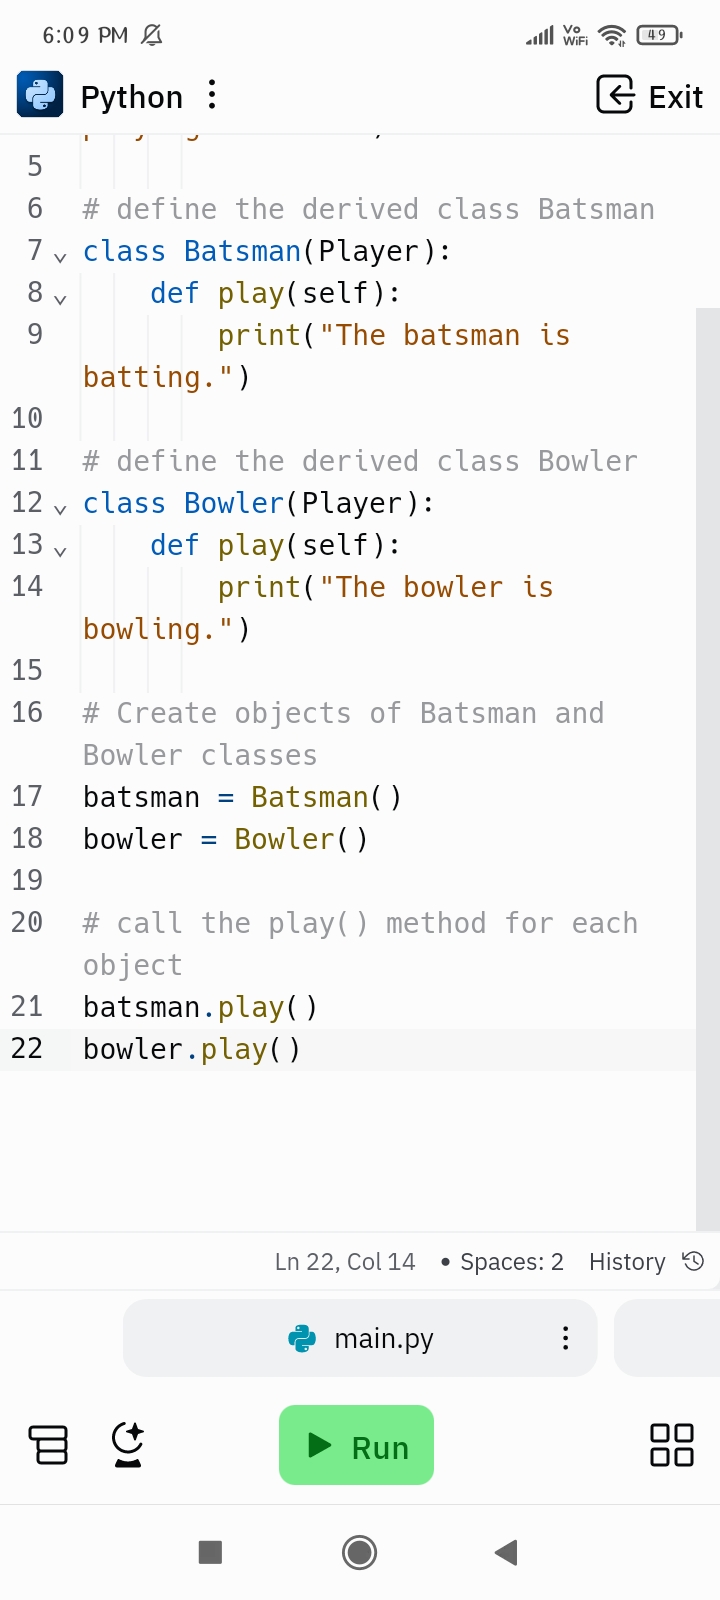 6:09 PM
Vo
WiFi
49
Python
Exit
5
6 # define the derived class Batsman
7 class Batsman(Player):
8     def play(self):
9         print("The batsman is
batting.")
10
11 # define the derived class Bowler
12 class Bowler(Player):
13     def play(self):
14         print("The bowler is
bowling.")
15
16 # Create objects of Batsman and
Bowler classes
17 batsman = Batsman()
18 bowler = Bowler()
19
20 # call the play() method for each
object
21 batsman.play()
22 bowler.play()
Ln 22, Col 14 • Spaces: 2 History
main.py
Run